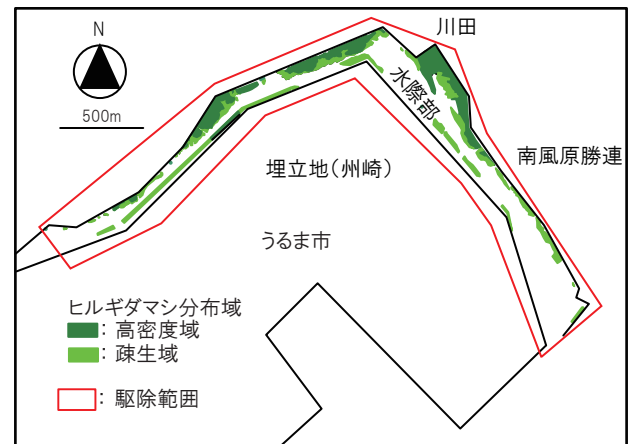 N
川田
500m
水際部
南風原勝連
埋立地(州崎)
うるま市
ヒルギダマシ分布域
: 高密度域
: 疎生域
: 駆除範囲